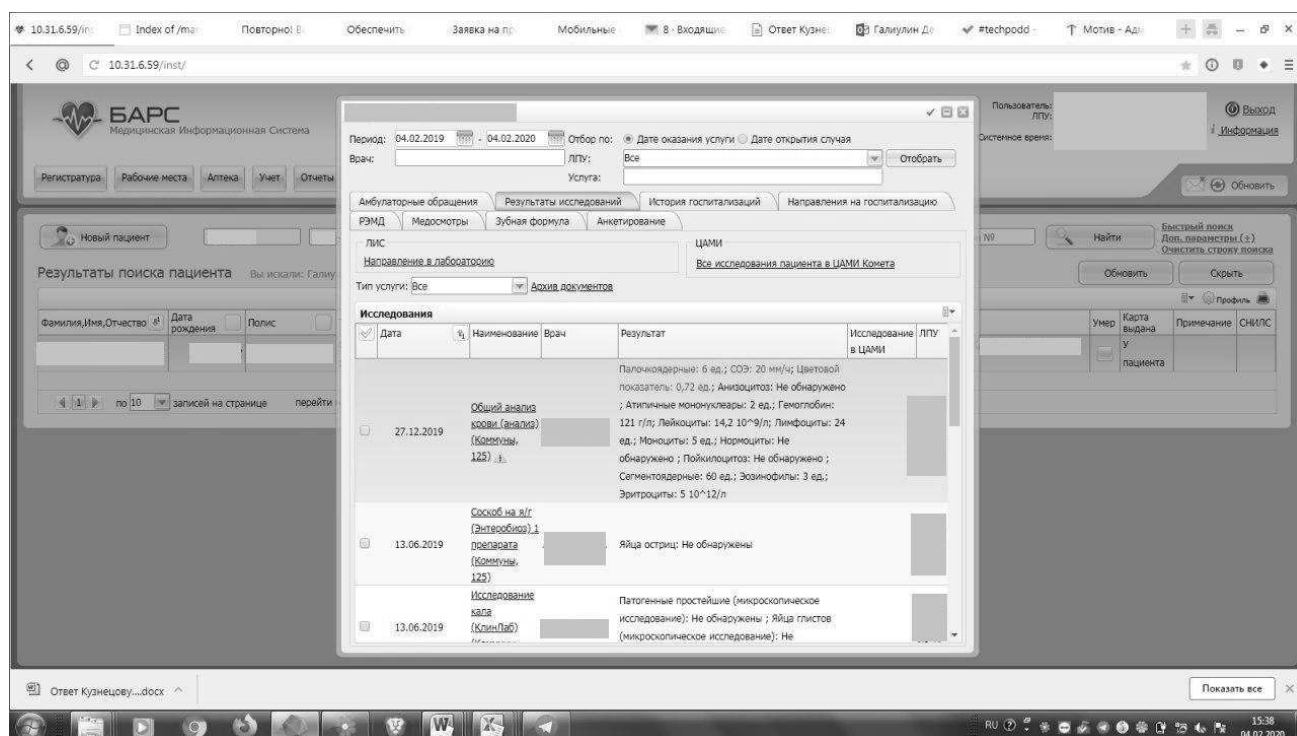 10.31.6.59/in
Index of /ma
Повторно! В
Обеспечить
Заявка на пр
Мобильные
8 · Входящие
Ответ Кузне
Галиулин Де
#techpodd -
Мотив - Ад
10.31.6.59/inst/
БАРС
Медицинская Информационная Система
Пользователь:
ЛПУ:
Системное время:
Выход
Информация
Регистратура
Рабочие места
Аптека
Учет
Отчеты
Обновить
Период: 04.02.2019 - 04.02.2020 Отбор по: Дате оказания услуги Дате открытия случая
Врач: ЛПУ: Все Отобрать
Услуга:
Амбулаторные обращения Результаты исследований История госпитализаций Направления на госпитализацию
РЭМД Медосмотры Зубная формула Анкетирование
ЛИС ЦАМИ
Направление в лабораторию Все исследования пациента в ЦАМИ Комета
Тип услуги: Все Архив документов
Новый пациент
№
Найти
Быстрый поиск
Доп. параметры (+)
Очистить строку поиска
Результаты поиска пациента Вы искали: Галиу
Обновить Скрыть
Профиль
Фамилия,Имя,Отчество
Дата
рождения
Полис
Умер
Карта
выдана
Примечание
СНИЛС
У
пациента
1 по 10 записей на странице перейти
Исследования
Дата Наименование Врач Результат Исследование ЛПУ
в ЦАМИ
27.12.2019
Общий анализ
крови (анализ)
(Коммуны,
125)
Палочкоядерные: 6 ед.; СОЭ: 20 мм/ч; Цветовой
показатель: 0,72 ед.; Анизоцитоз: Не обнаружено
; Атипичные мононуклеары: 2 ед.; Гемоглобин:
121 г/л; Лейкоциты: 14,2 10^9/л; Лимфоциты: 24
ед.; Моноциты: 5 ед.; Нормоциты: Не
обнаружено ; Пойкилоцитоз: Не обнаружено ;
Сегментоядерные: 60 ед.; Эозинофилы: 3 ед.;
Эритроциты: 5 10^12/л
13.06.2019
Соскоб на я/г
(Энтеробиоз) 1
препарата
(Коммуны,
125)
Яйца остриц: Не обнаружены
13.06.2019
Исследование
кала
(КлинЛаб)
Патогенные простейшие (микроскопическое
исследование): Не обнаружены ; Яйца глистов
(микроскопическое исследование): Не
Ответ Кузнецову....docx
Показать все
RU
15:38
04.02.2020